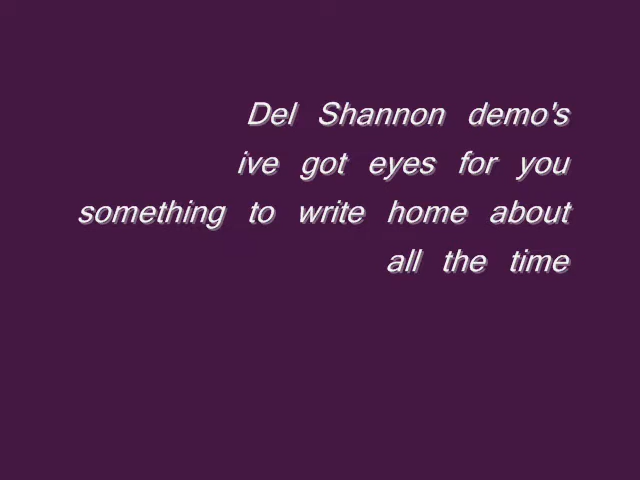 Del Shannon demo's
ive got eyes for you
something to write home about
all the time